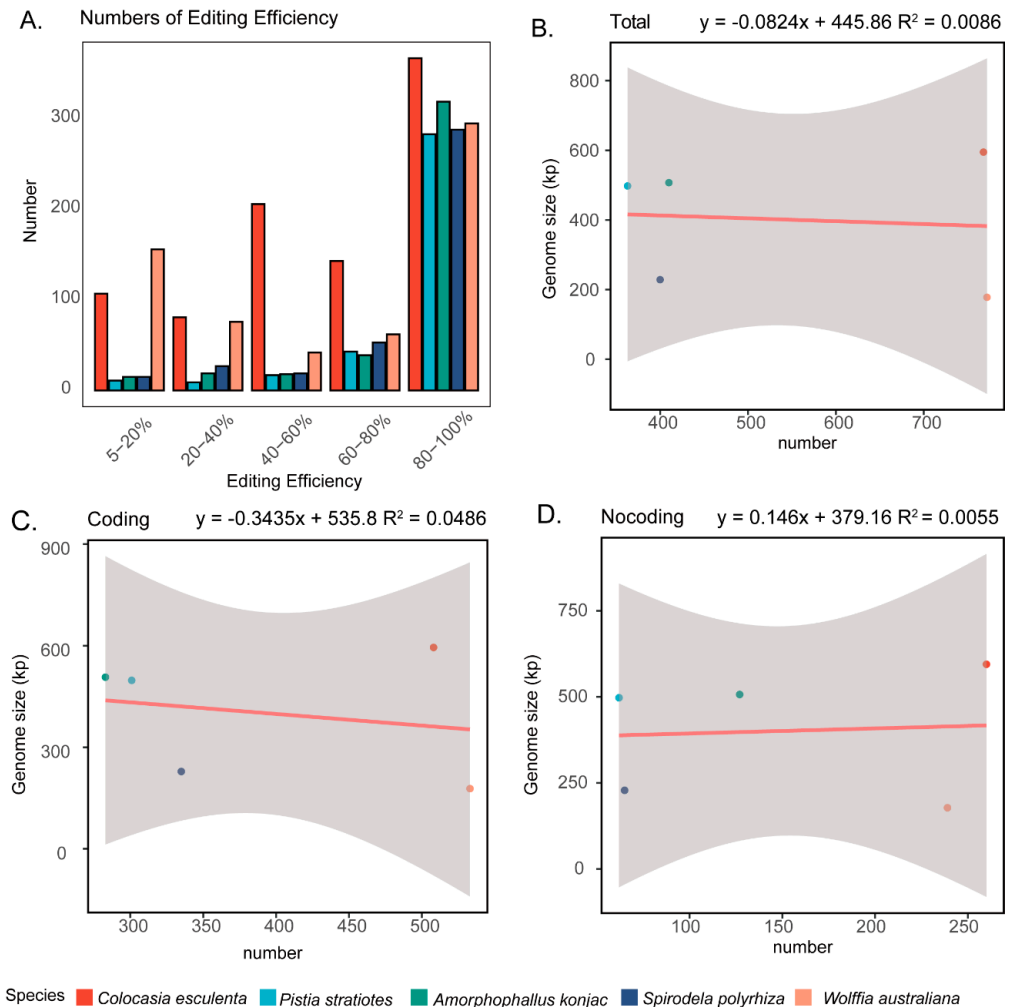 A. Numbers of Editing Efficiency
Number
300
200
100
0
5−20%
20−40%
40−60%
60−80%
80−100%
Editing Efficiency
B. Total y = -0.0824x + 445.86 R² = 0.0086
Genome size (kp)
800
600
400
200
0
400 500 600 700
number
C. Coding y = -0.3435x + 535.8 R² = 0.0486
Genome size (kp)
900
600
300
0
300 350 400 450 500
number
D. Nocoding y = 0.146x + 379.16 R² = 0.0055
Genome size (kp)
750
500
250
0
100 150 200 250
number
Species Colocasia esculenta Pistia stratiotes Amorphophallus konjac Spirodela polyrhiza Wolffia australiana